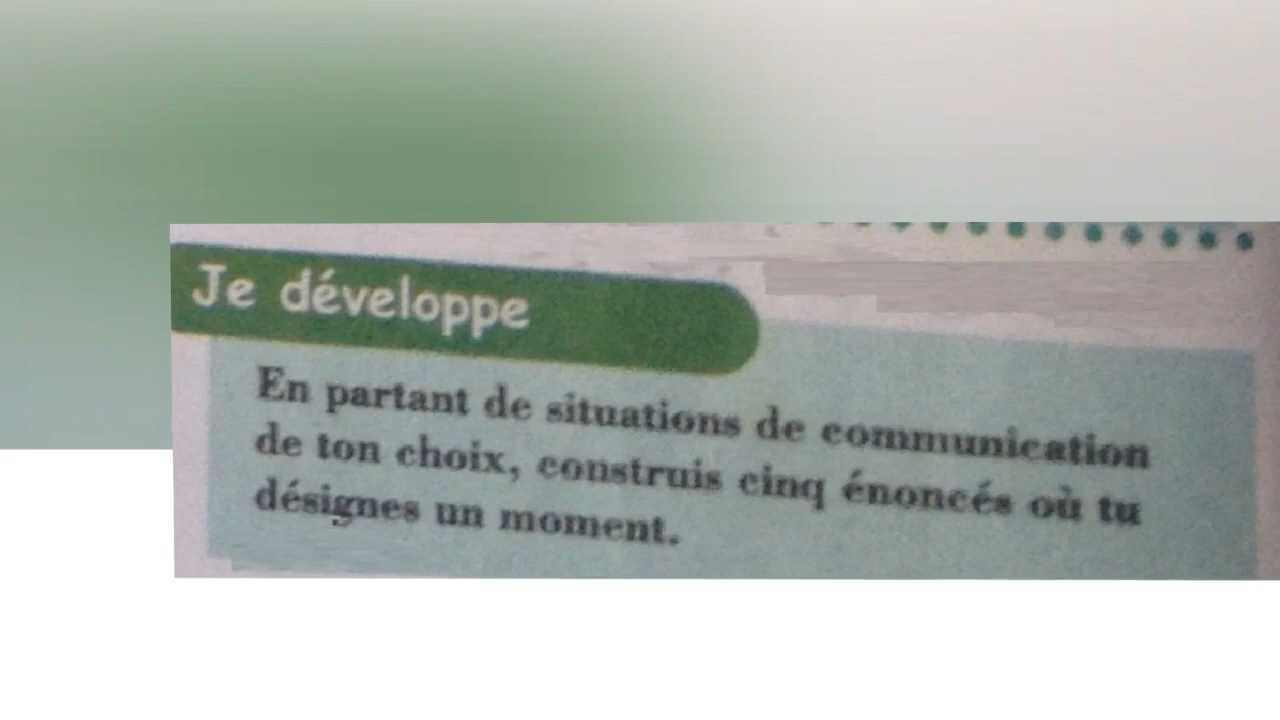 Je développe
En partant de situations de communication
de ton choix, construis cinq énoncés où tu
désignes un moment.